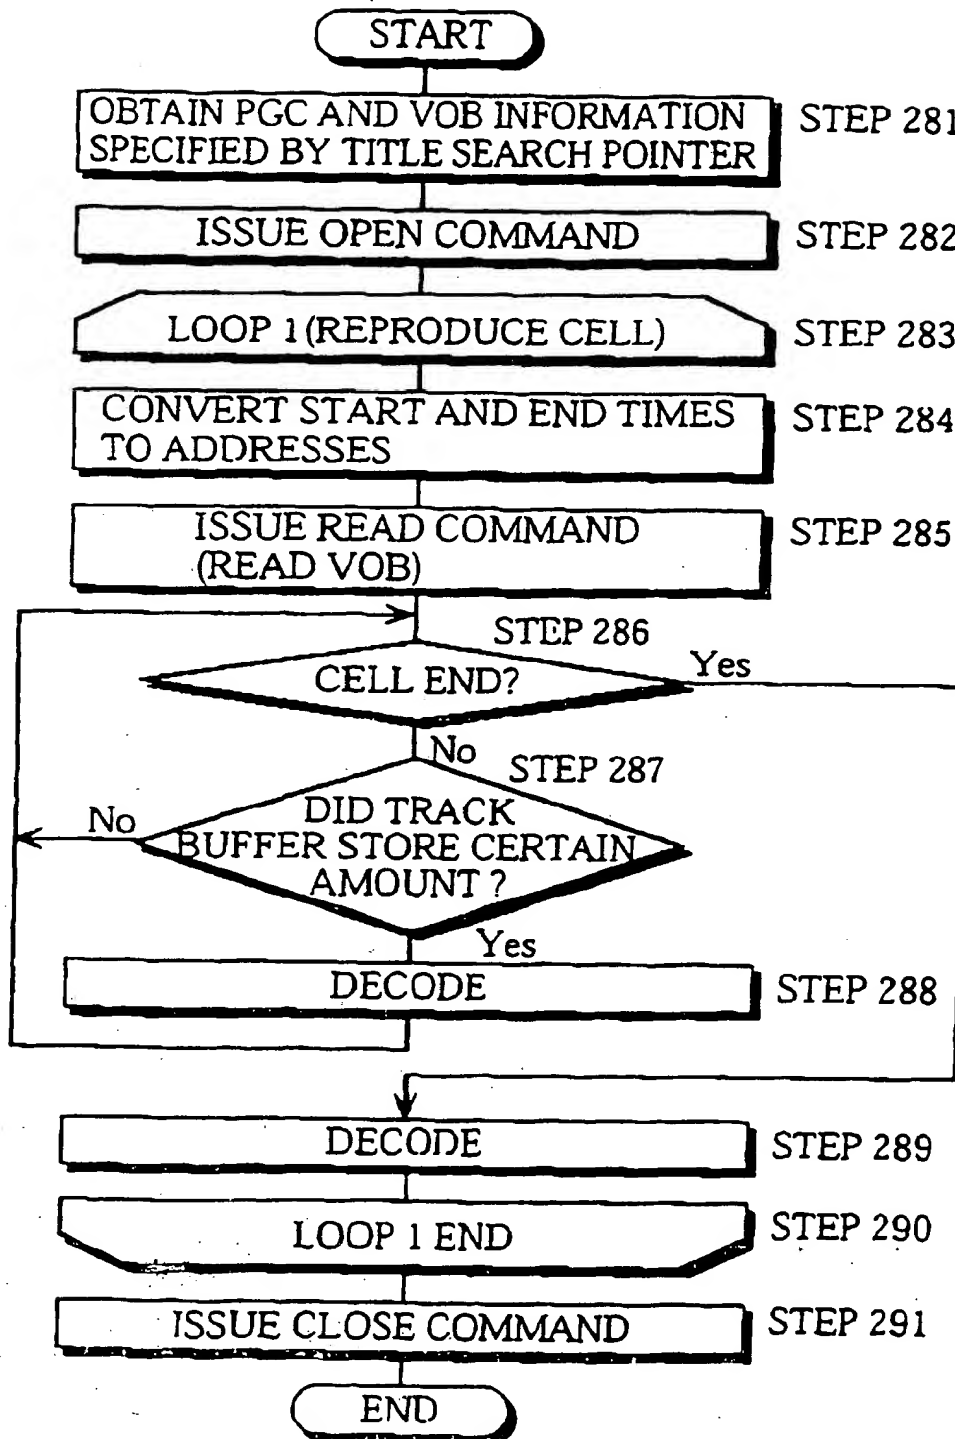 START
OBTAIN PGC AND VOB INFORMATION
SPECIFIED BY TITLE SEARCH POINTER
STEP 281
ISSUE OPEN COMMAND
STEP 282
LOOP 1 (REPRODUCE CELL)
STEP 283
CONVERT START AND END TIMES
TO ADDRESSES
STEP 284
ISSUE READ COMMAND
(READ VOB)
STEP 285
STEP 286
CELL END?
Yes
No
STEP 287
No
DID TRACK
BUFFER STORE CERTAIN
AMOUNT ?
Yes
DECODE
STEP 288
DECODE
STEP 289
LOOP 1 END
STEP 290
ISSUE CLOSE COMMAND
STEP 291
END